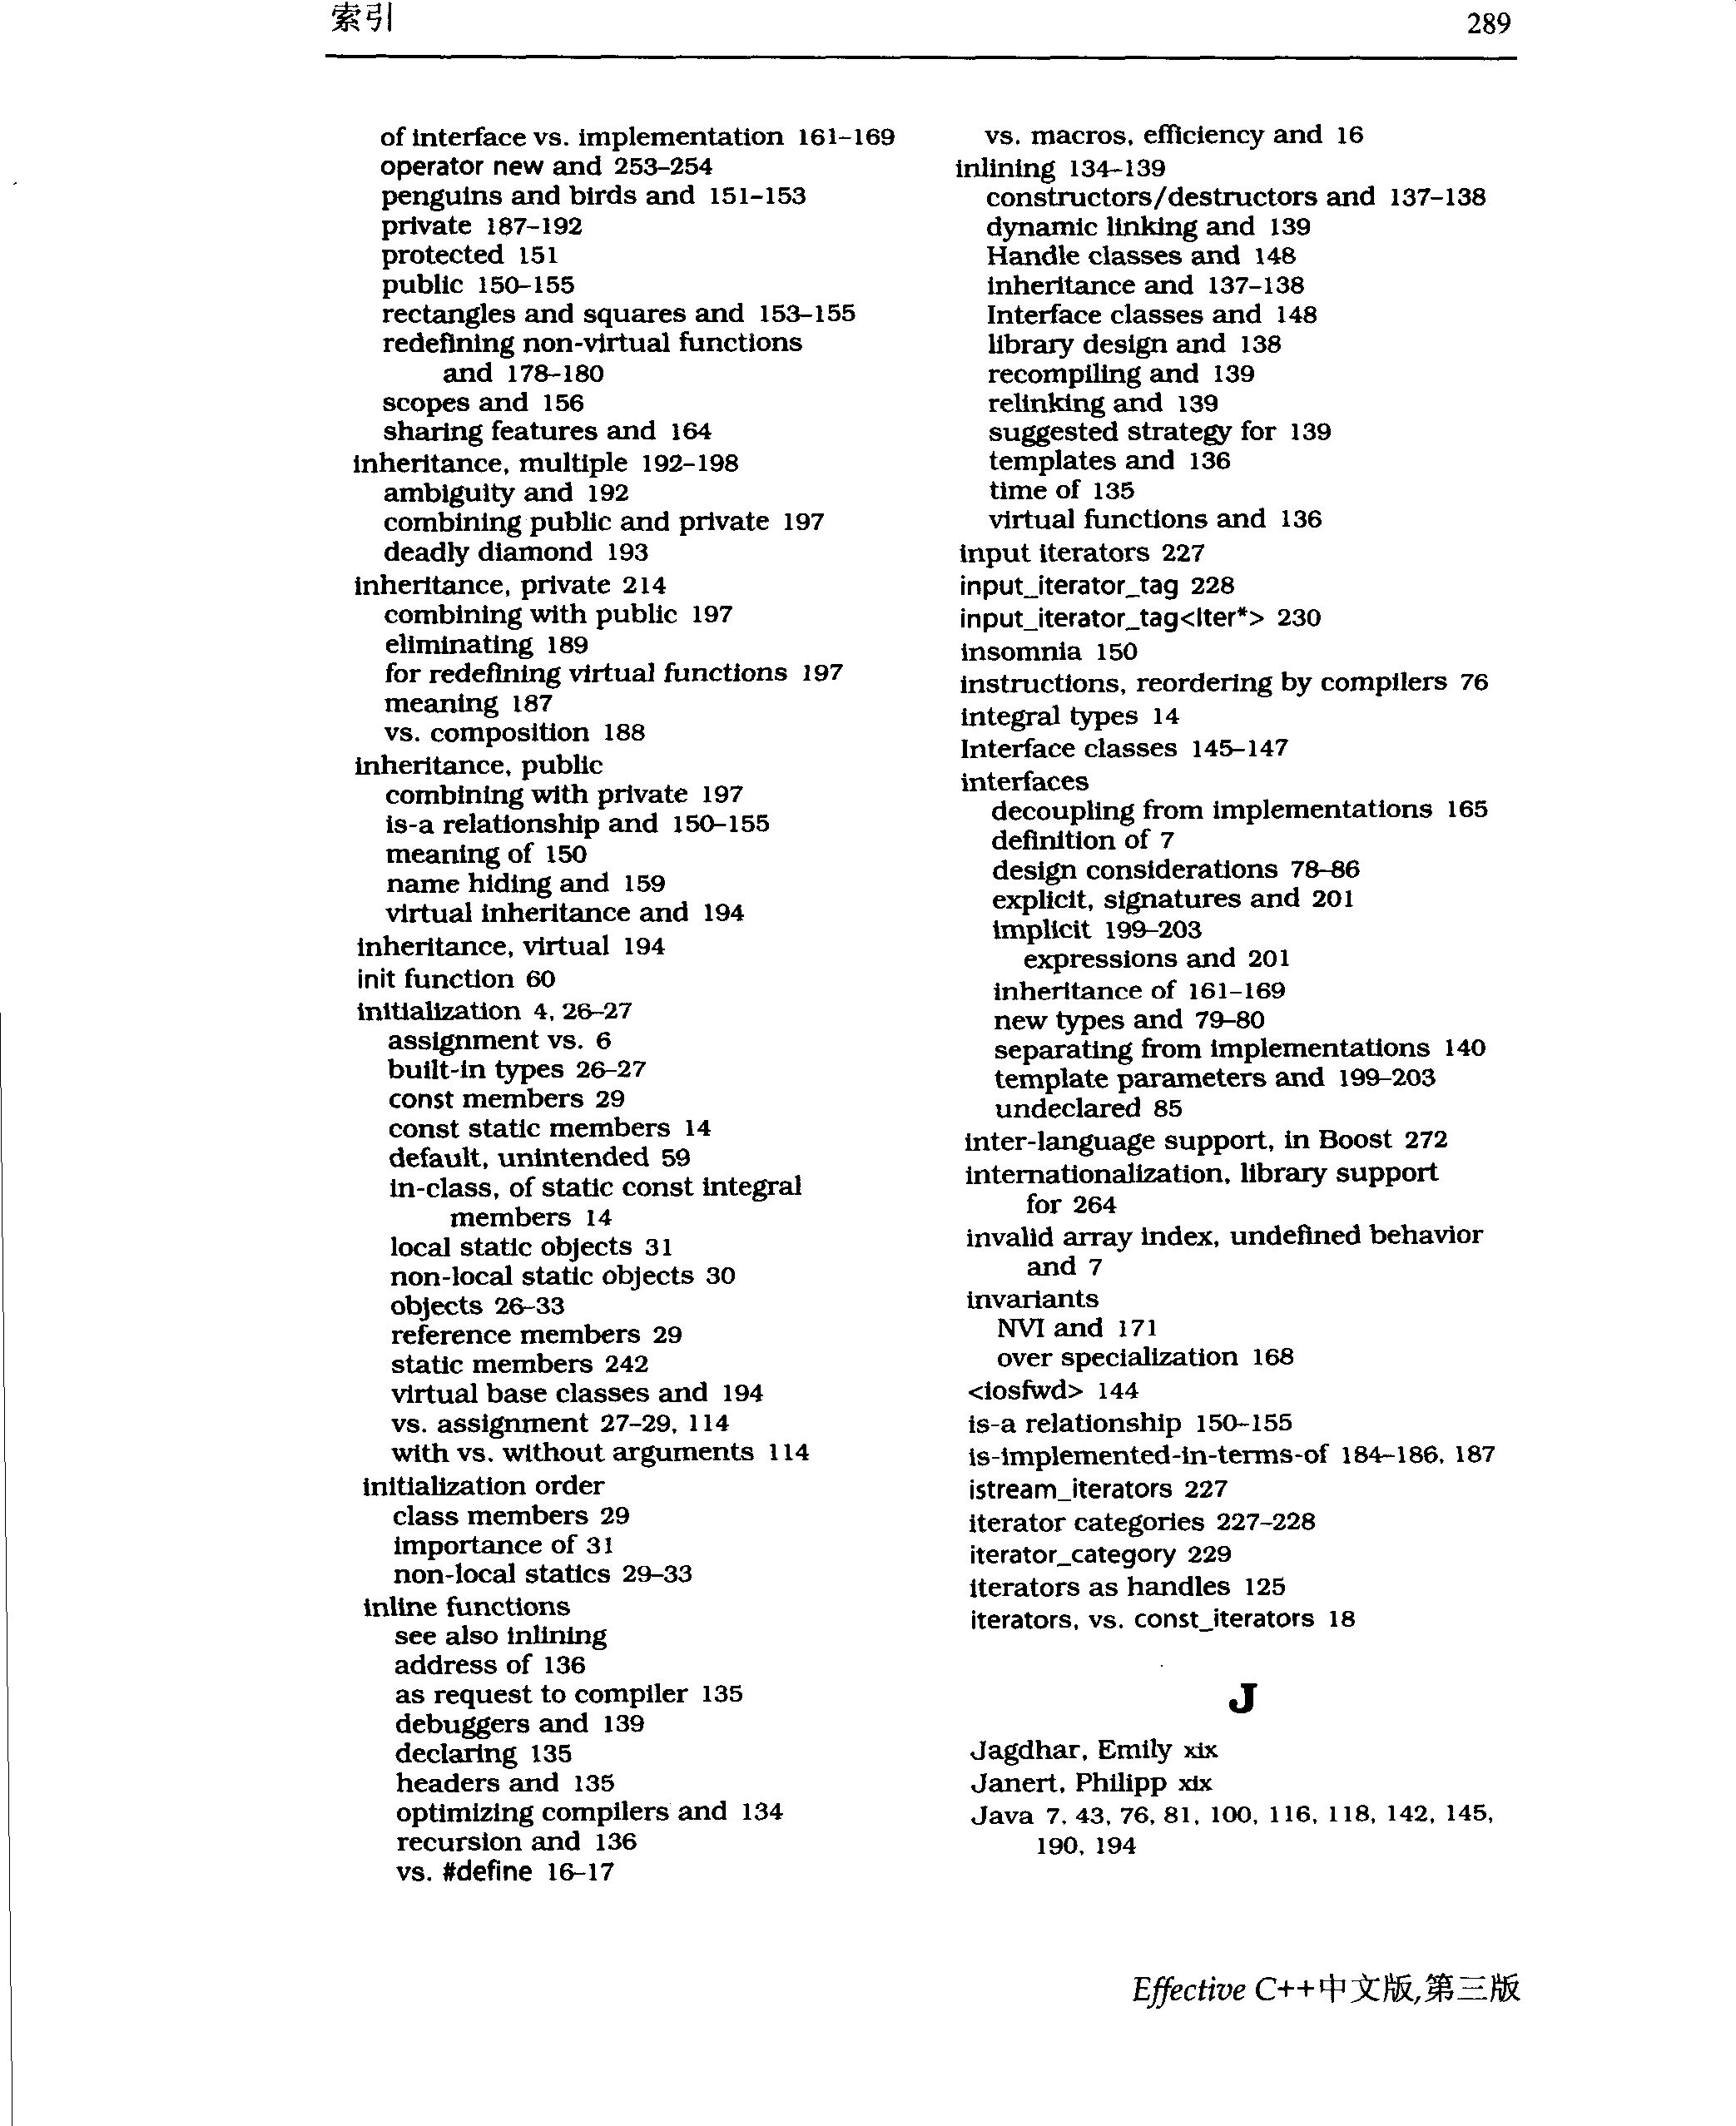 索引
289
of interface vs. implementation 161–169
operator new and 253–254
penguins and birds and 151–153
private 187–192
protected 151
public 150–155
rectangles and squares and 153–155
redefining non-virtual functions
and 178–180
scopes and 156
sharing features and 164
inheritance, multiple 192–198
ambiguity and 192
combining public and private 197
deadly diamond 193
inheritance, private 214
combining with public 197
eliminating 189
for redefining virtual functions 197
meaning 187
vs. composition 188
inheritance, public
combining with private 197
is-a relationship and 150–155
meaning of 150
name hiding and 159
virtual inheritance and 194
inheritance, virtual 194
init function 60
initialization 4, 26–27
assignment vs. 6
built-in types 26–27
const members 29
const static members 14
default, unintended 59
in-class, of static const integral
members 14
local static objects 31
non-local static objects 30
objects 26–33
reference members 29
static members 242
virtual base classes and 194
vs. assignment 27–29, 114
with vs. without arguments 114
initialization order
class members 29
importance of 31
non-local statics 29–33
inline functions
see also inlining
address of 136
as request to compiler 135
debuggers and 139
declaring 135
headers and 135
optimizing compilers and 134
recursion and 136
vs. #define 16–17
vs. macros, efficiency and 16
inlining 134–139
constructors/destructors and 137–138
dynamic linking and 139
Handle classes and 148
inheritance and 137–138
Interface classes and 148
library design and 138
recompiling and 139
relinking and 139
suggested strategy for 139
templates and 136
time of 135
virtual functions and 136
input iterators 227
input_iterator_tag 228
input_iterator_tag<Iter*> 230
insomnia 150
instructions, reordering by compilers 76
integral types 14
Interface classes 145–147
interfaces
decoupling from implementations 165
definition of 7
design considerations 78–86
explicit, signatures and 201
implicit 199–203
expressions and 201
inheritance of 161–169
new types and 79–80
separating from implementations 140
template parameters and 199–203
undeclared 85
inter-language support, in Boost 272
internationalization, library support
for 264
invalid array index, undefined behavior
and 7
invariants
NVI and 171
over specialization 168
<iosfwd> 144
is-a relationship 150–155
is-implemented-in-terms-of 184–186, 187
istream_iterators 227
iterator categories 227–228
iterator_category 229
iterators as handles 125
iterators, vs. const_iterators 18
J
Jagdhar, Emily xix
Janert, Philipp xix
Java 7, 43, 76, 81, 100, 116, 118, 142, 145,
190, 194
Effective C++中文版,第三版